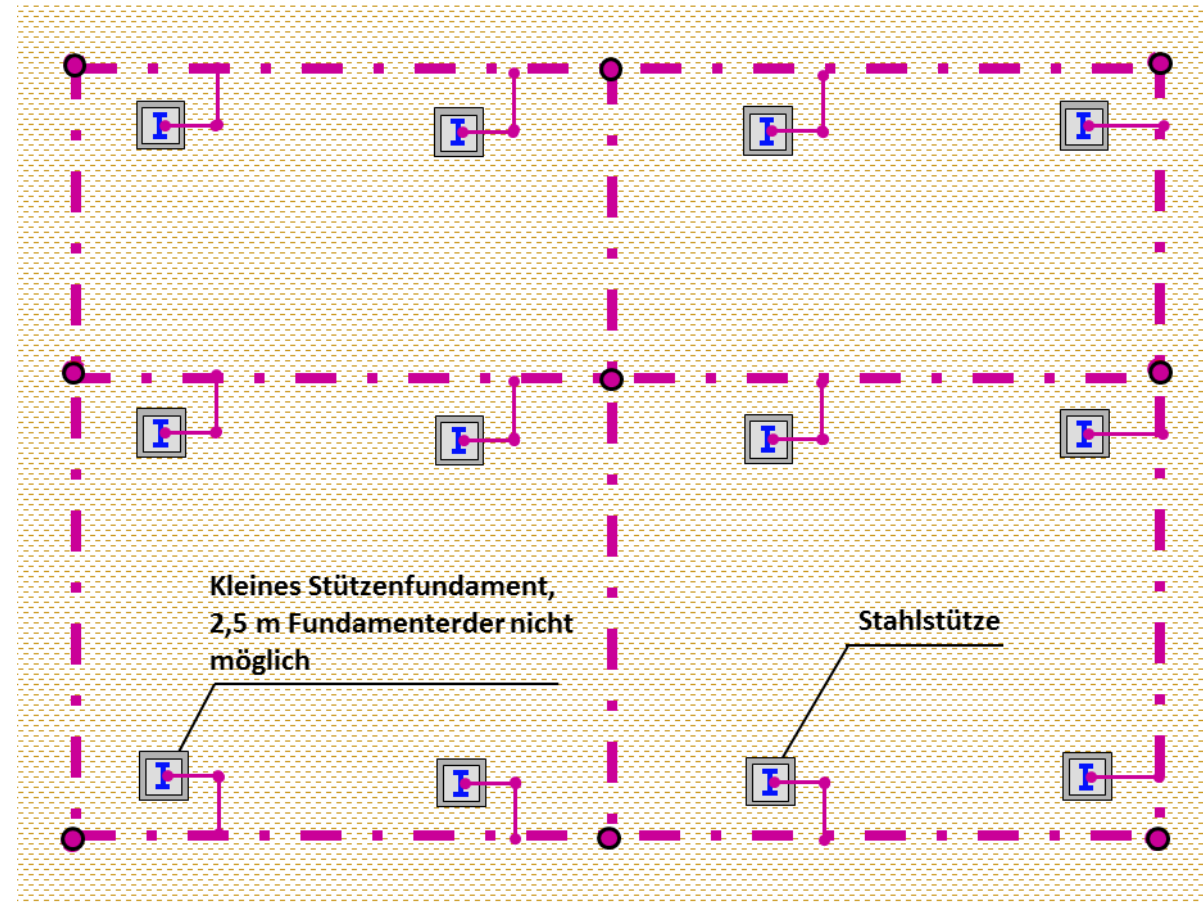 Kleines Stützenfundament,
2,5 m Fundamenterder nicht
möglich
Stahlstütze